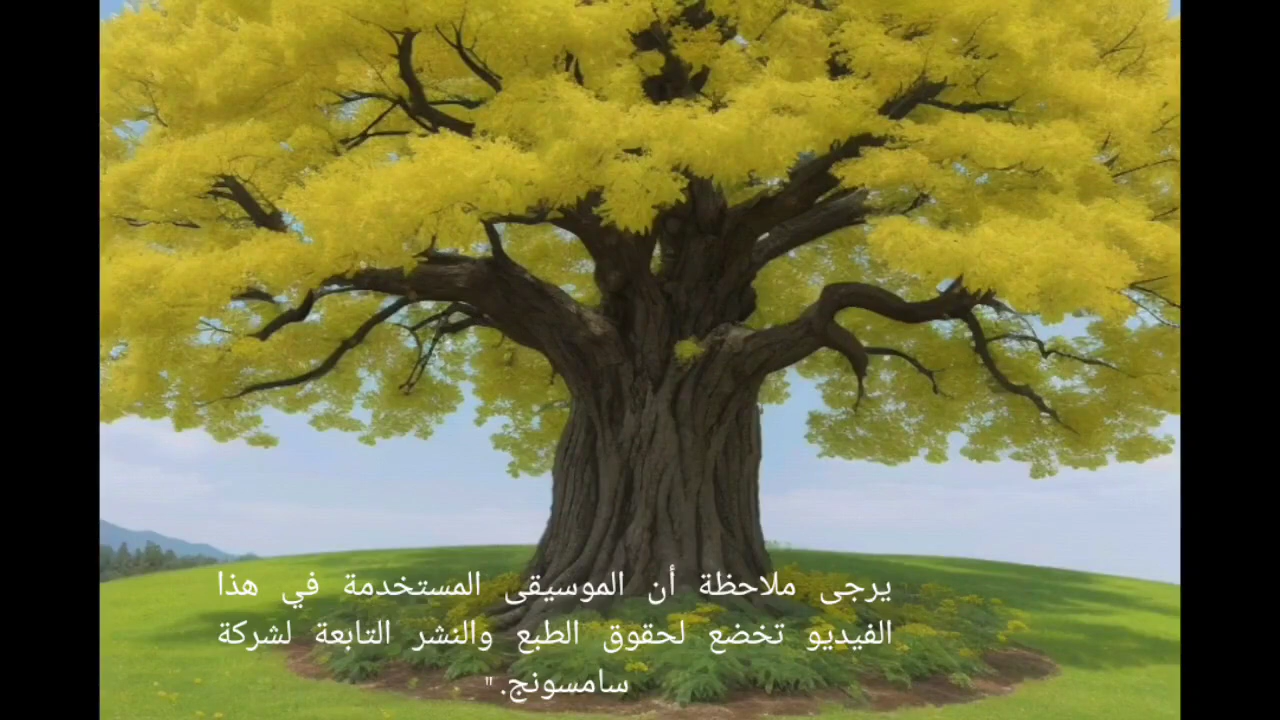 يرجى ملاحظة أن الموسيقى المستخدمة في هذا
الفيديو تخضع لحقوق الطبع والنشر التابعة لشركة
سامسونج."